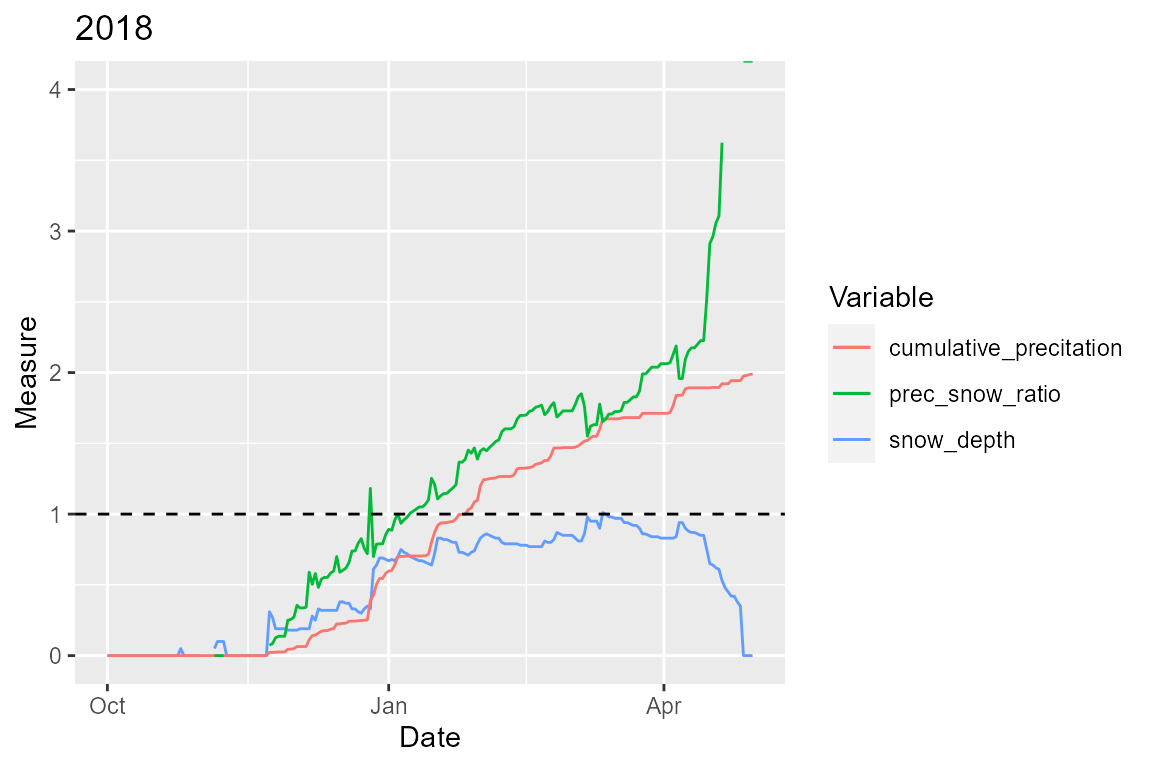 2018
4
3
2
1
0
Measure
Oct
Jan
Apr
Date
Variable
cumulative_precitation
prec_snow_ratio
snow_depth